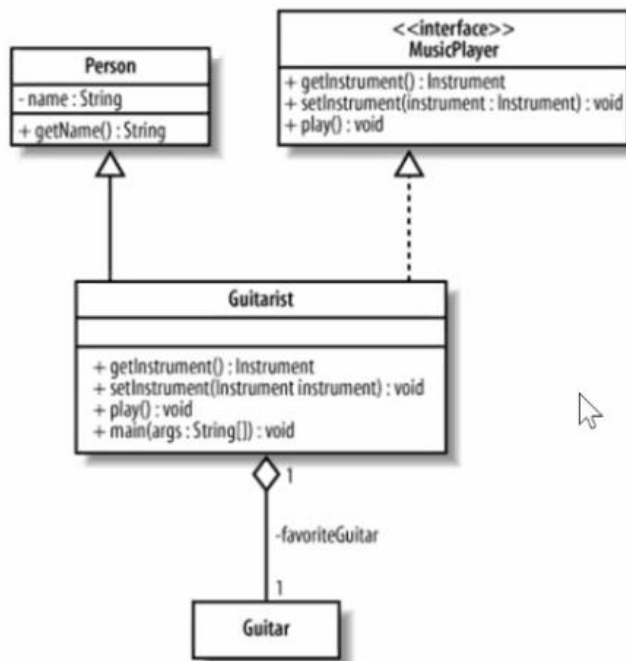 Person
- name : String
+ getName() : String
<<interface>>
MusicPlayer
+ getInstrument() : Instrument
+ setInstrument(instrument : Instrument) : void
+ play() : void
Guitarist
+ getInstrument() : Instrument
+ setInstrument(Instrument instrument) : void
+ play() : void
+ main(args : String[]) : void
1
-favoriteGuitar
1
Guitar